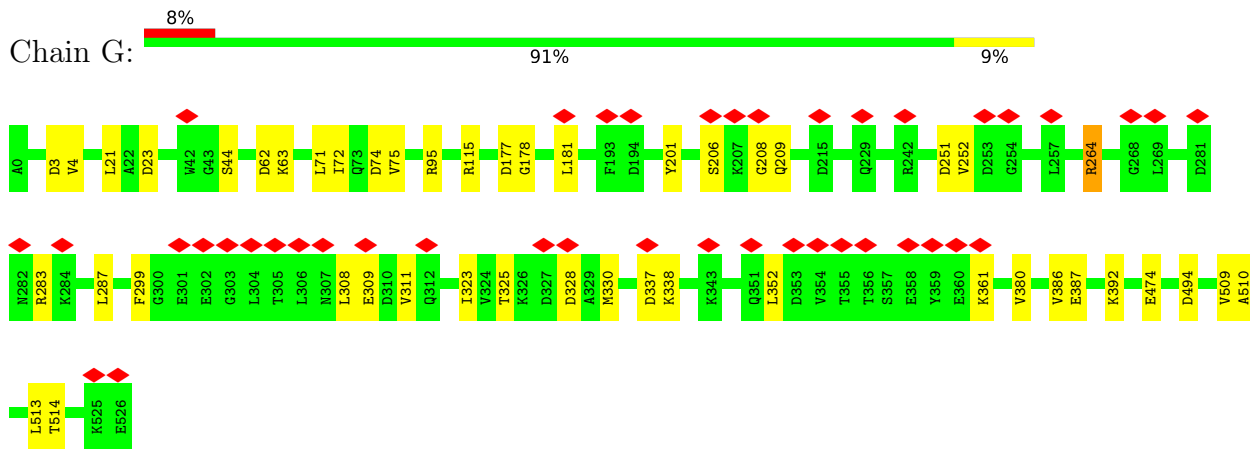 8%
Chain G:
91% 9%
A0 D3 V4 L21 A22 D23 W42 G43 S44 D62 K63 L71 I72 Q73 D74 V75 R95 R115 D177 G178 L181 F193 D194 Y201 S206 K207 G208 Q209 D215 Q229 R242 D251 V252 D253 G254 L257 R264 G268 L269 D281
N282 R283 K284 L287 F299 G300 E301 E302 G303 L304 T305 L306 N307 L308 E309 D310 V311 Q312 I323 V324 T325 K326 D327 D328 A329 M330 D337 K338 K343 Q351 L352 D353 V354 T355 T356 S357 E358 Y359 E360 K361 V380 V386 E387 K392 E474 D494 V509 A510
L513 T514 K525 E526